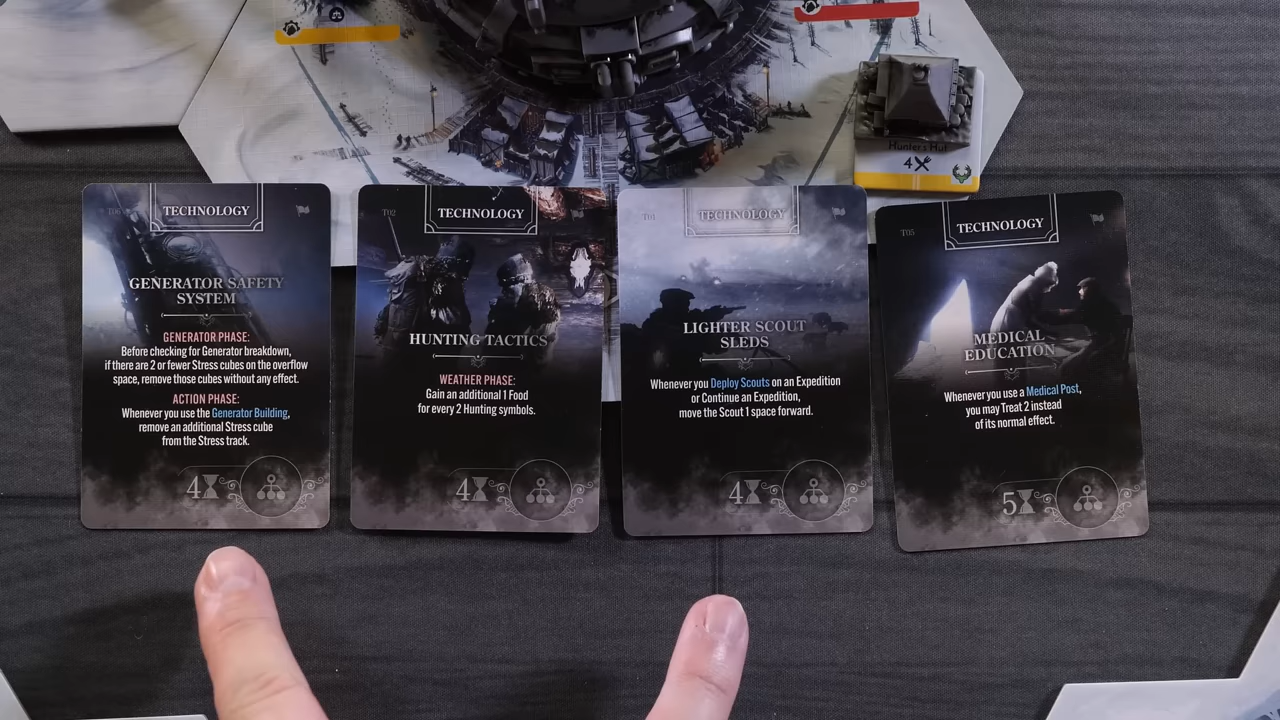 Hunters Hut
4
TECHNOLOGY
GENERATOR SAFETY
SYSTEM
GENERATOR PHASE:
Before checking for Generator breakdown,
if there are 2 or fewer Stress cubes on the overflow
space, remove those cubes without any effect.
ACTION PHASE:
Whenever you use the Generator Building,
remove an additional Stress cube
from the Stress track.
4
T02
TECHNOLOGY
HUNTING TACTICS
WEATHER PHASE:
Gain an additional 1 Food
for every 2 Hunting symbols.
4
T01
TECHNOLOGY
LIGHTER SCOUT
SLEDS
Whenever you Deploy Scouts on an Expedition
or Continue an Expedition,
move the Scout 1 space forward.
4
T05
TECHNOLOGY
MEDICAL
EDUCATION
Whenever you use a Medical Post,
you may Treat 2 instead
of its normal effect.
5